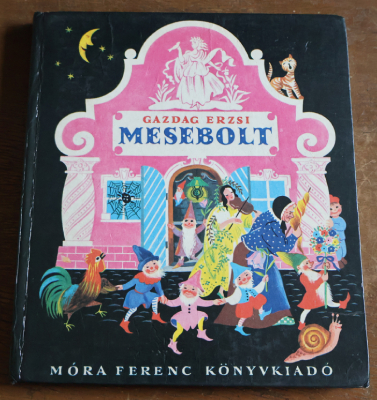 GAZDAG ERZSI
MESEBOLT
MÓRA FERENC KÖNYVKIADÓ